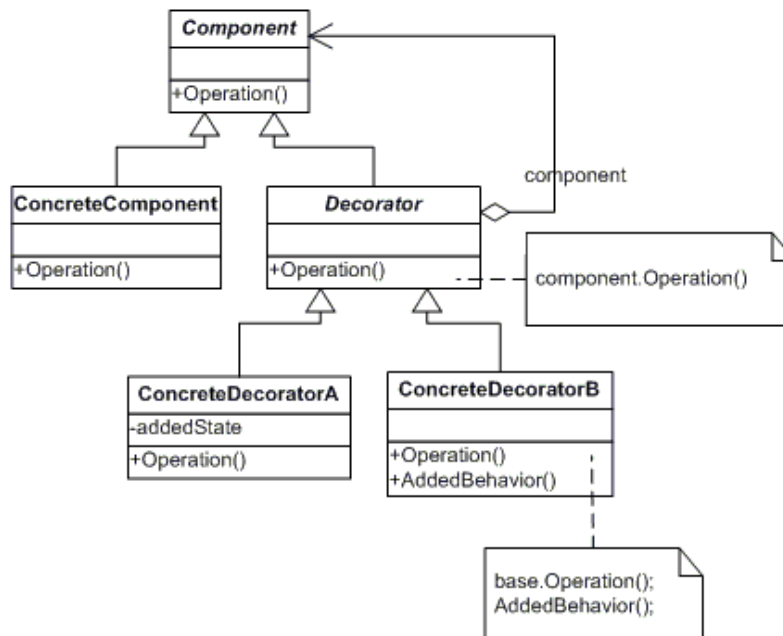 Component
+Operation()
component
ConcreteComponent
+Operation()
Decorator
+Operation()
component.Operation()
ConcreteDecoratorA
-addedState
+Operation()
ConcreteDecoratorB
+Operation()
+AddedBehavior()
base.Operation();
AddedBehavior();